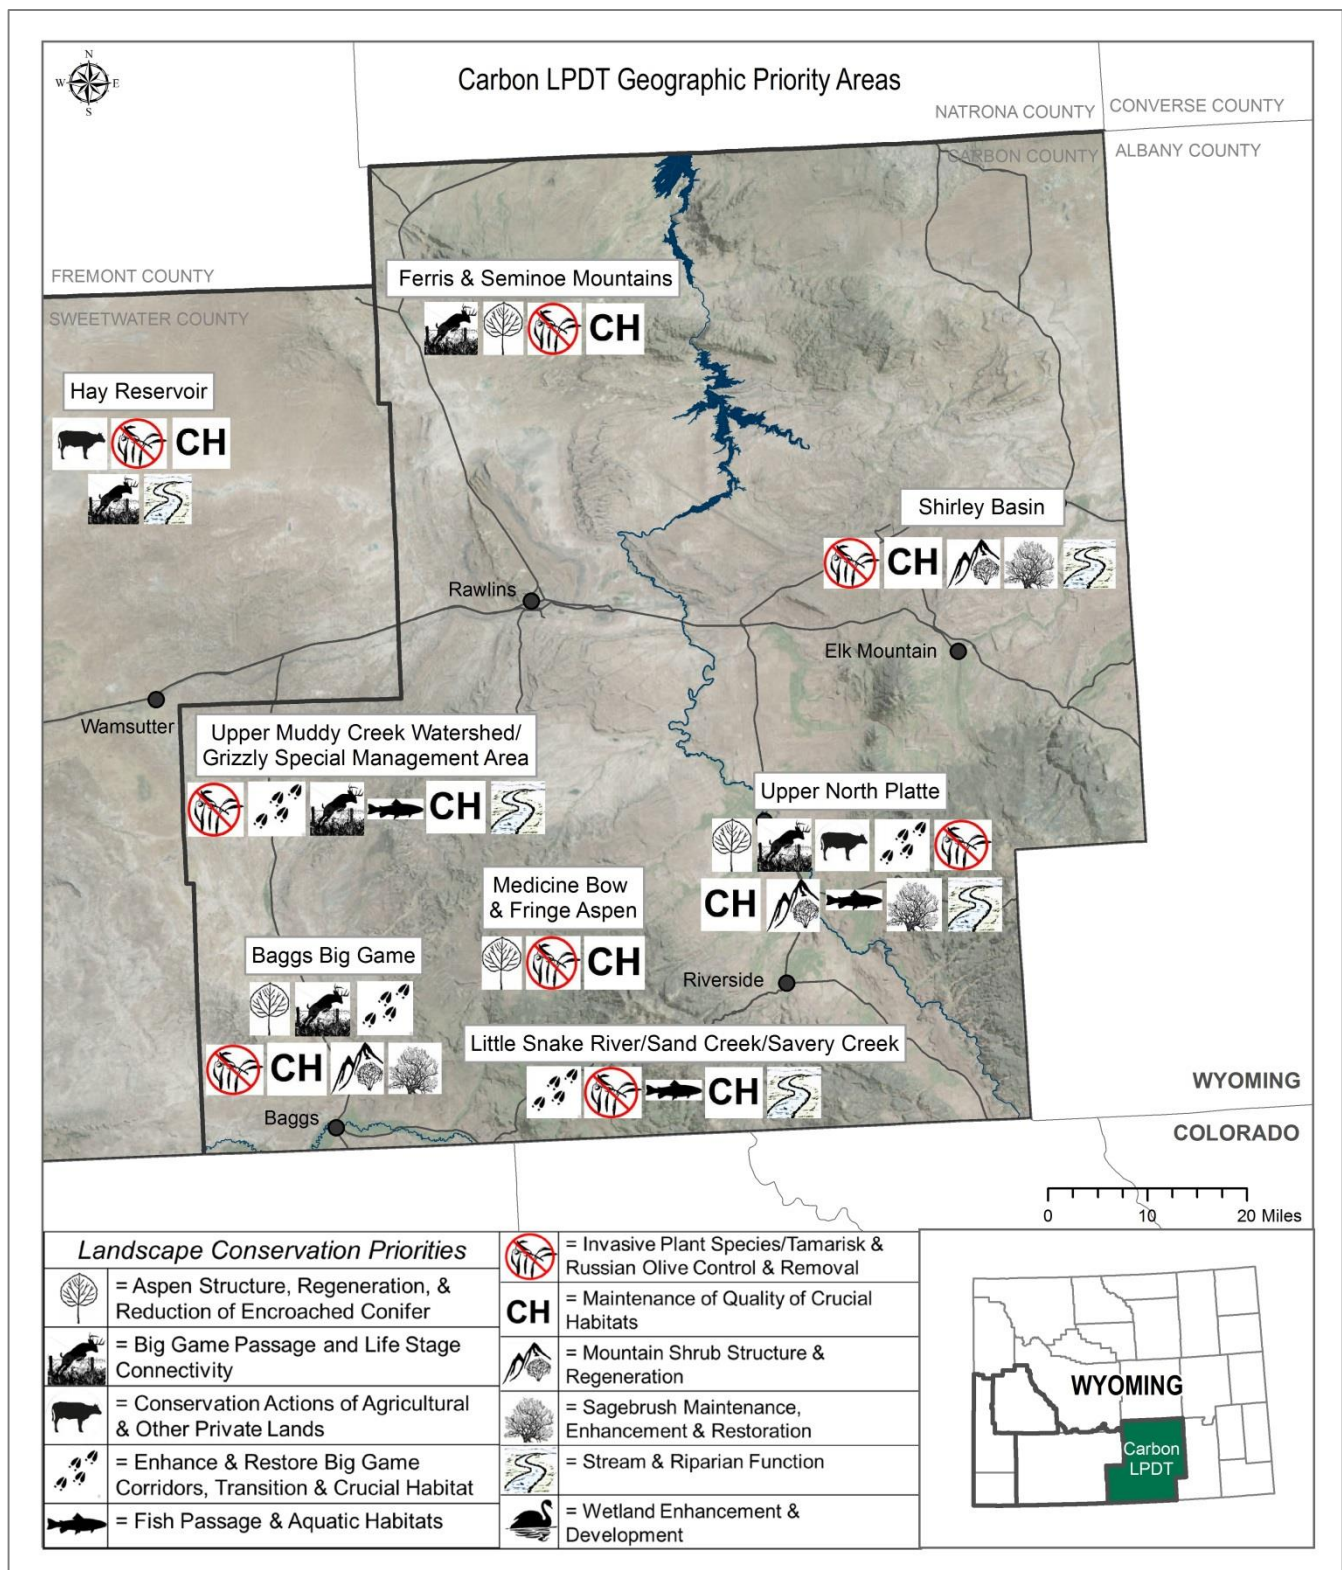 N
W
E
S
Carbon LPDT Geographic Priority Areas
NATRONA COUNTY
CONVERSE COUNTY
CARBON COUNTY
ALBANY COUNTY
FREMONT COUNTY
SWEETWATER COUNTY
Ferris & Seminoe Mountains
CH
Hay Reservoir
CH
Shirley Basin
CH
Rawlins
Elk Mountain
Wamsutter
Upper Muddy Creek Watershed/
Grizzly Special Management Area
CH
Upper North Platte
CH
Medicine Bow
& Fringe Aspen
CH
Baggs Big Game
CH
Riverside
Little Snake River/Sand Creek/Savery Creek
CH
Baggs
WYOMING
COLORADO
0 10 20 Miles
Landscape Conservation Priorities
= Aspen Structure, Regeneration, &
Reduction of Encroached Conifer
= Big Game Passage and Life Stage
Connectivity
= Conservation Actions of Agricultural
& Other Private Lands
= Enhance & Restore Big Game
Corridors, Transition & Crucial Habitat
= Fish Passage & Aquatic Habitats
= Invasive Plant Species/Tamarisk &
Russian Olive Control & Removal
CH = Maintenance of Quality of Crucial
Habitats
= Mountain Shrub Structure &
Regeneration
= Sagebrush Maintenance,
Enhancement & Restoration
= Stream & Riparian Function
= Wetland Enhancement &
Development
WYOMING
Carbon
LPDT